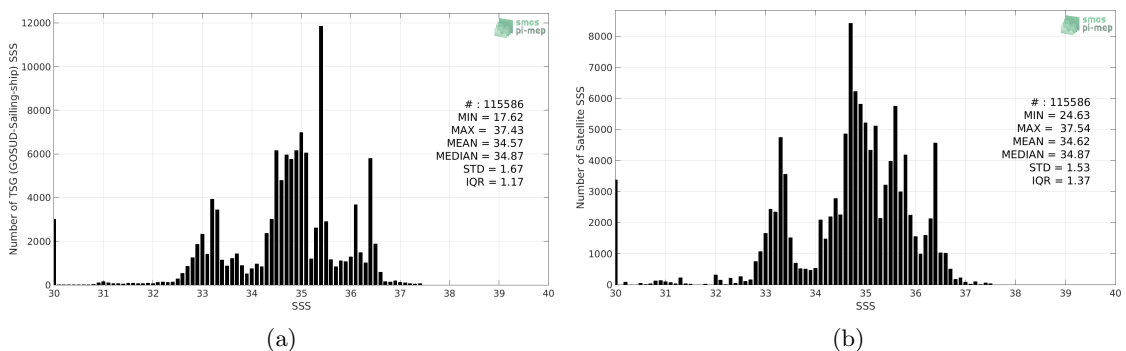 12000
10000
8000
6000
4000
2000
0
Number of TSG (GOSUD-Sailing-ship) SSS
smos
pi-mep
# : 115586
MIN = 17.62
MAX = 37.43
MEAN = 34.57
MEDIAN = 34.87
STD = 1.67
IQR = 1.17
30 31 32 33 34 35 36 37 38 39 40
SSS
(a)
8000
7000
6000
5000
4000
3000
2000
1000
0
Number of Satellite SSS
smos
pi-mep
# : 115586
MIN = 24.63
MAX = 37.54
MEAN = 34.62
MEDIAN = 34.87
STD = 1.53
IQR = 1.37
30 31 32 33 34 35 36 37 38 39 40
SSS
(b)